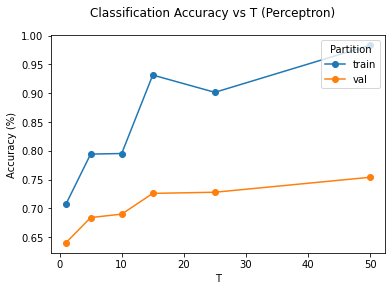 Classification Accuracy vs T (Perceptron)
Accuracy (%)
1.00
0.95
0.90
0.85
0.80
0.75
0.70
0.65
Partition
train
val
0
10
20
30
40
50
T